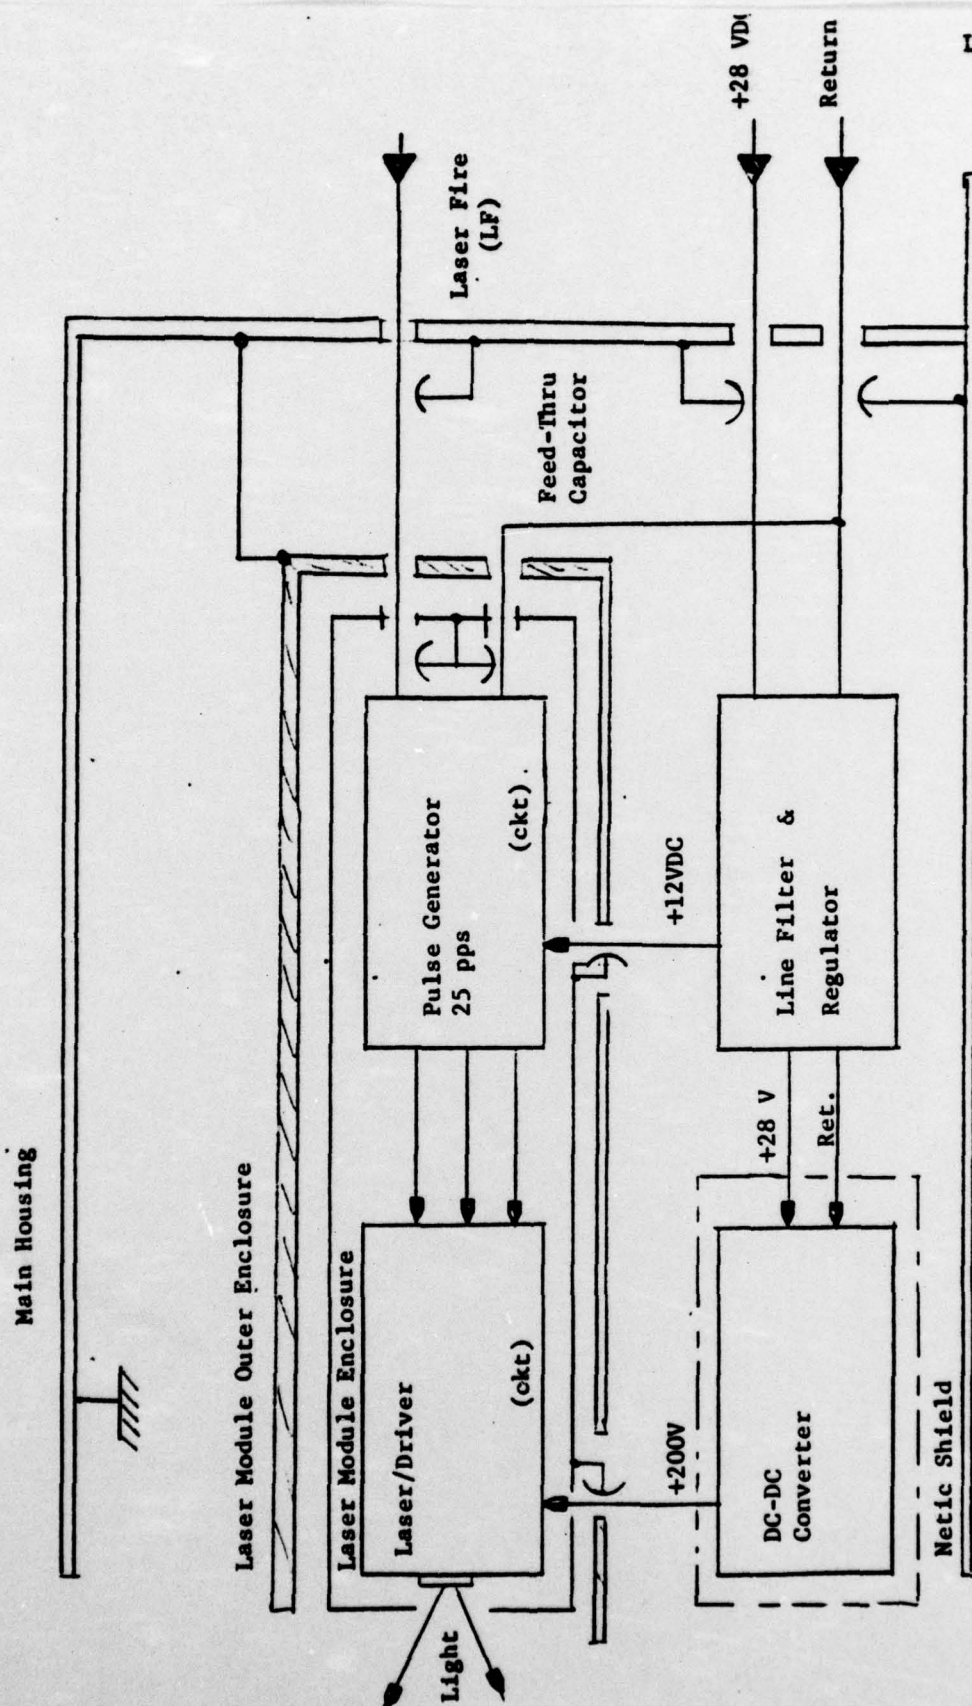 Main Housing
Laser Module Outer Enclosure
Laser Module Enclosure
Light
Laser/Driver
(ckt)
Pulse Generator
25 pps
(ckt)
Laser Fire
(LF)
Feed-Thru
Capacitor
+200V
+12VDC
DC-DC
Converter
+28 V
Ret.
Line Filter &
Regulator
+28 VD
Return
Netic Shield